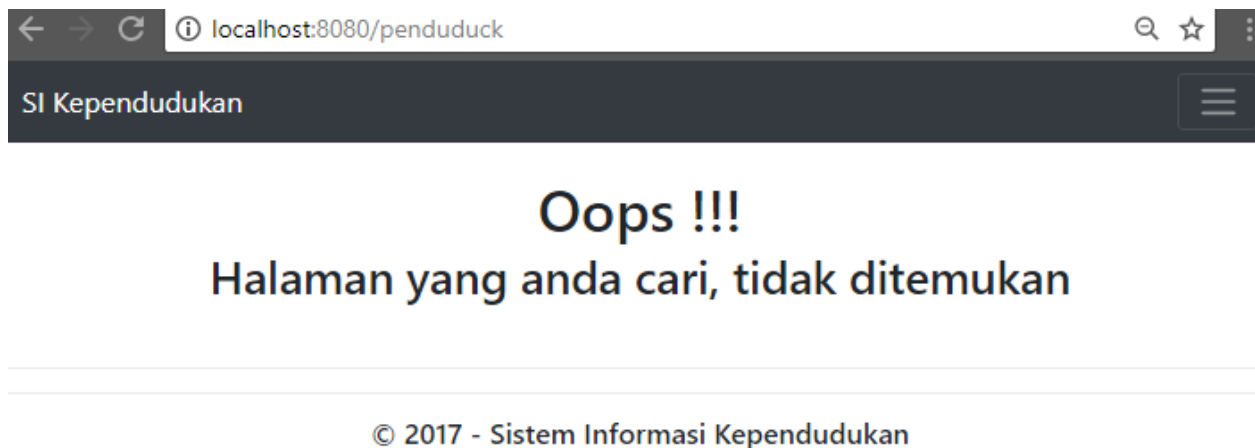 localhost:8080/penduduck
SI Kependudukan
Oops !!!
Halaman yang anda cari, tidak ditemukan
© 2017 - Sistem Informasi Kependudukan